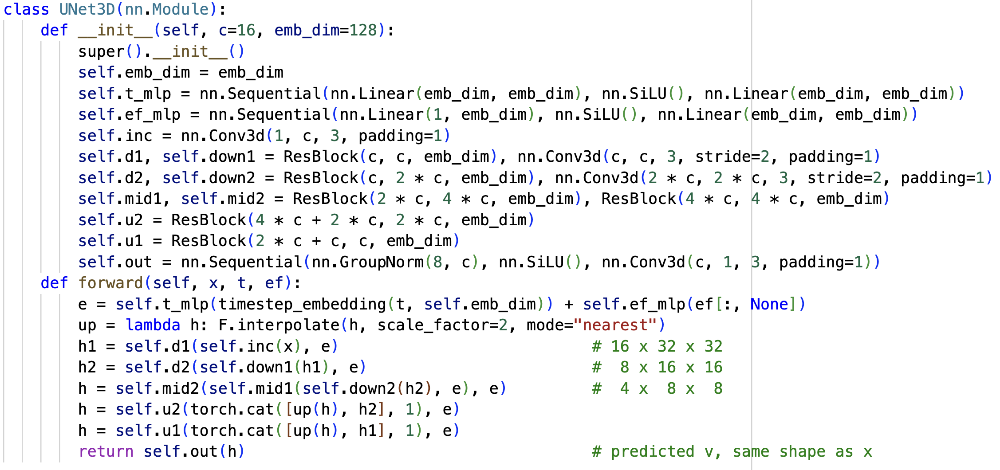 class UNet3D(nn.Module):
    def __init__(self, c=16, emb_dim=128):
        super().__init__()
        self.emb_dim = emb_dim
        self.t_mlp = nn.Sequential(nn.Linear(emb_dim, emb_dim), nn.SiLU(), nn.Linear(emb_dim, emb_dim))
        self.ef_mlp = nn.Sequential(nn.Linear(1, emb_dim), nn.SiLU(), nn.Linear(emb_dim, emb_dim))
        self.inc = nn.Conv3d(1, c, 3, padding=1)
        self.d1, self.down1 = ResBlock(c, c, emb_dim), nn.Conv3d(c, c, 3, stride=2, padding=1)
        self.d2, self.down2 = ResBlock(c, 2 * c, emb_dim), nn.Conv3d(2 * c, 2 * c, 3, stride=2, padding=1)
        self.mid1, self.mid2 = ResBlock(2 * c, 4 * c, emb_dim), ResBlock(4 * c, 4 * c, emb_dim)
        self.u2 = ResBlock(4 * c + 2 * c, 2 * c, emb_dim)
        self.u1 = ResBlock(2 * c + c, c, emb_dim)
        self.out = nn.Sequential(nn.GroupNorm(8, c), nn.SiLU(), nn.Conv3d(c, 1, 3, padding=1))
    def forward(self, x, t, ef):
        e = self.t_mlp(timestep_embedding(t, self.emb_dim)) + self.ef_mlp(ef[:, None])
        up = lambda h: F.interpolate(h, scale_factor=2, mode="nearest")
        h1 = self.d1(self.inc(x), e)                           # 16 x 32 x 32
        h2 = self.d2(self.down1(h1), e)                        #  8 x 16 x 16
        h = self.mid2(self.mid1(self.down2(h2), e), e)         #  4 x  8 x  8
        h = self.u2(torch.cat([up(h), h2], 1), e)
        h = self.u1(torch.cat([up(h), h1], 1), e)
        return self.out(h)                                     # predicted v, same shape as x